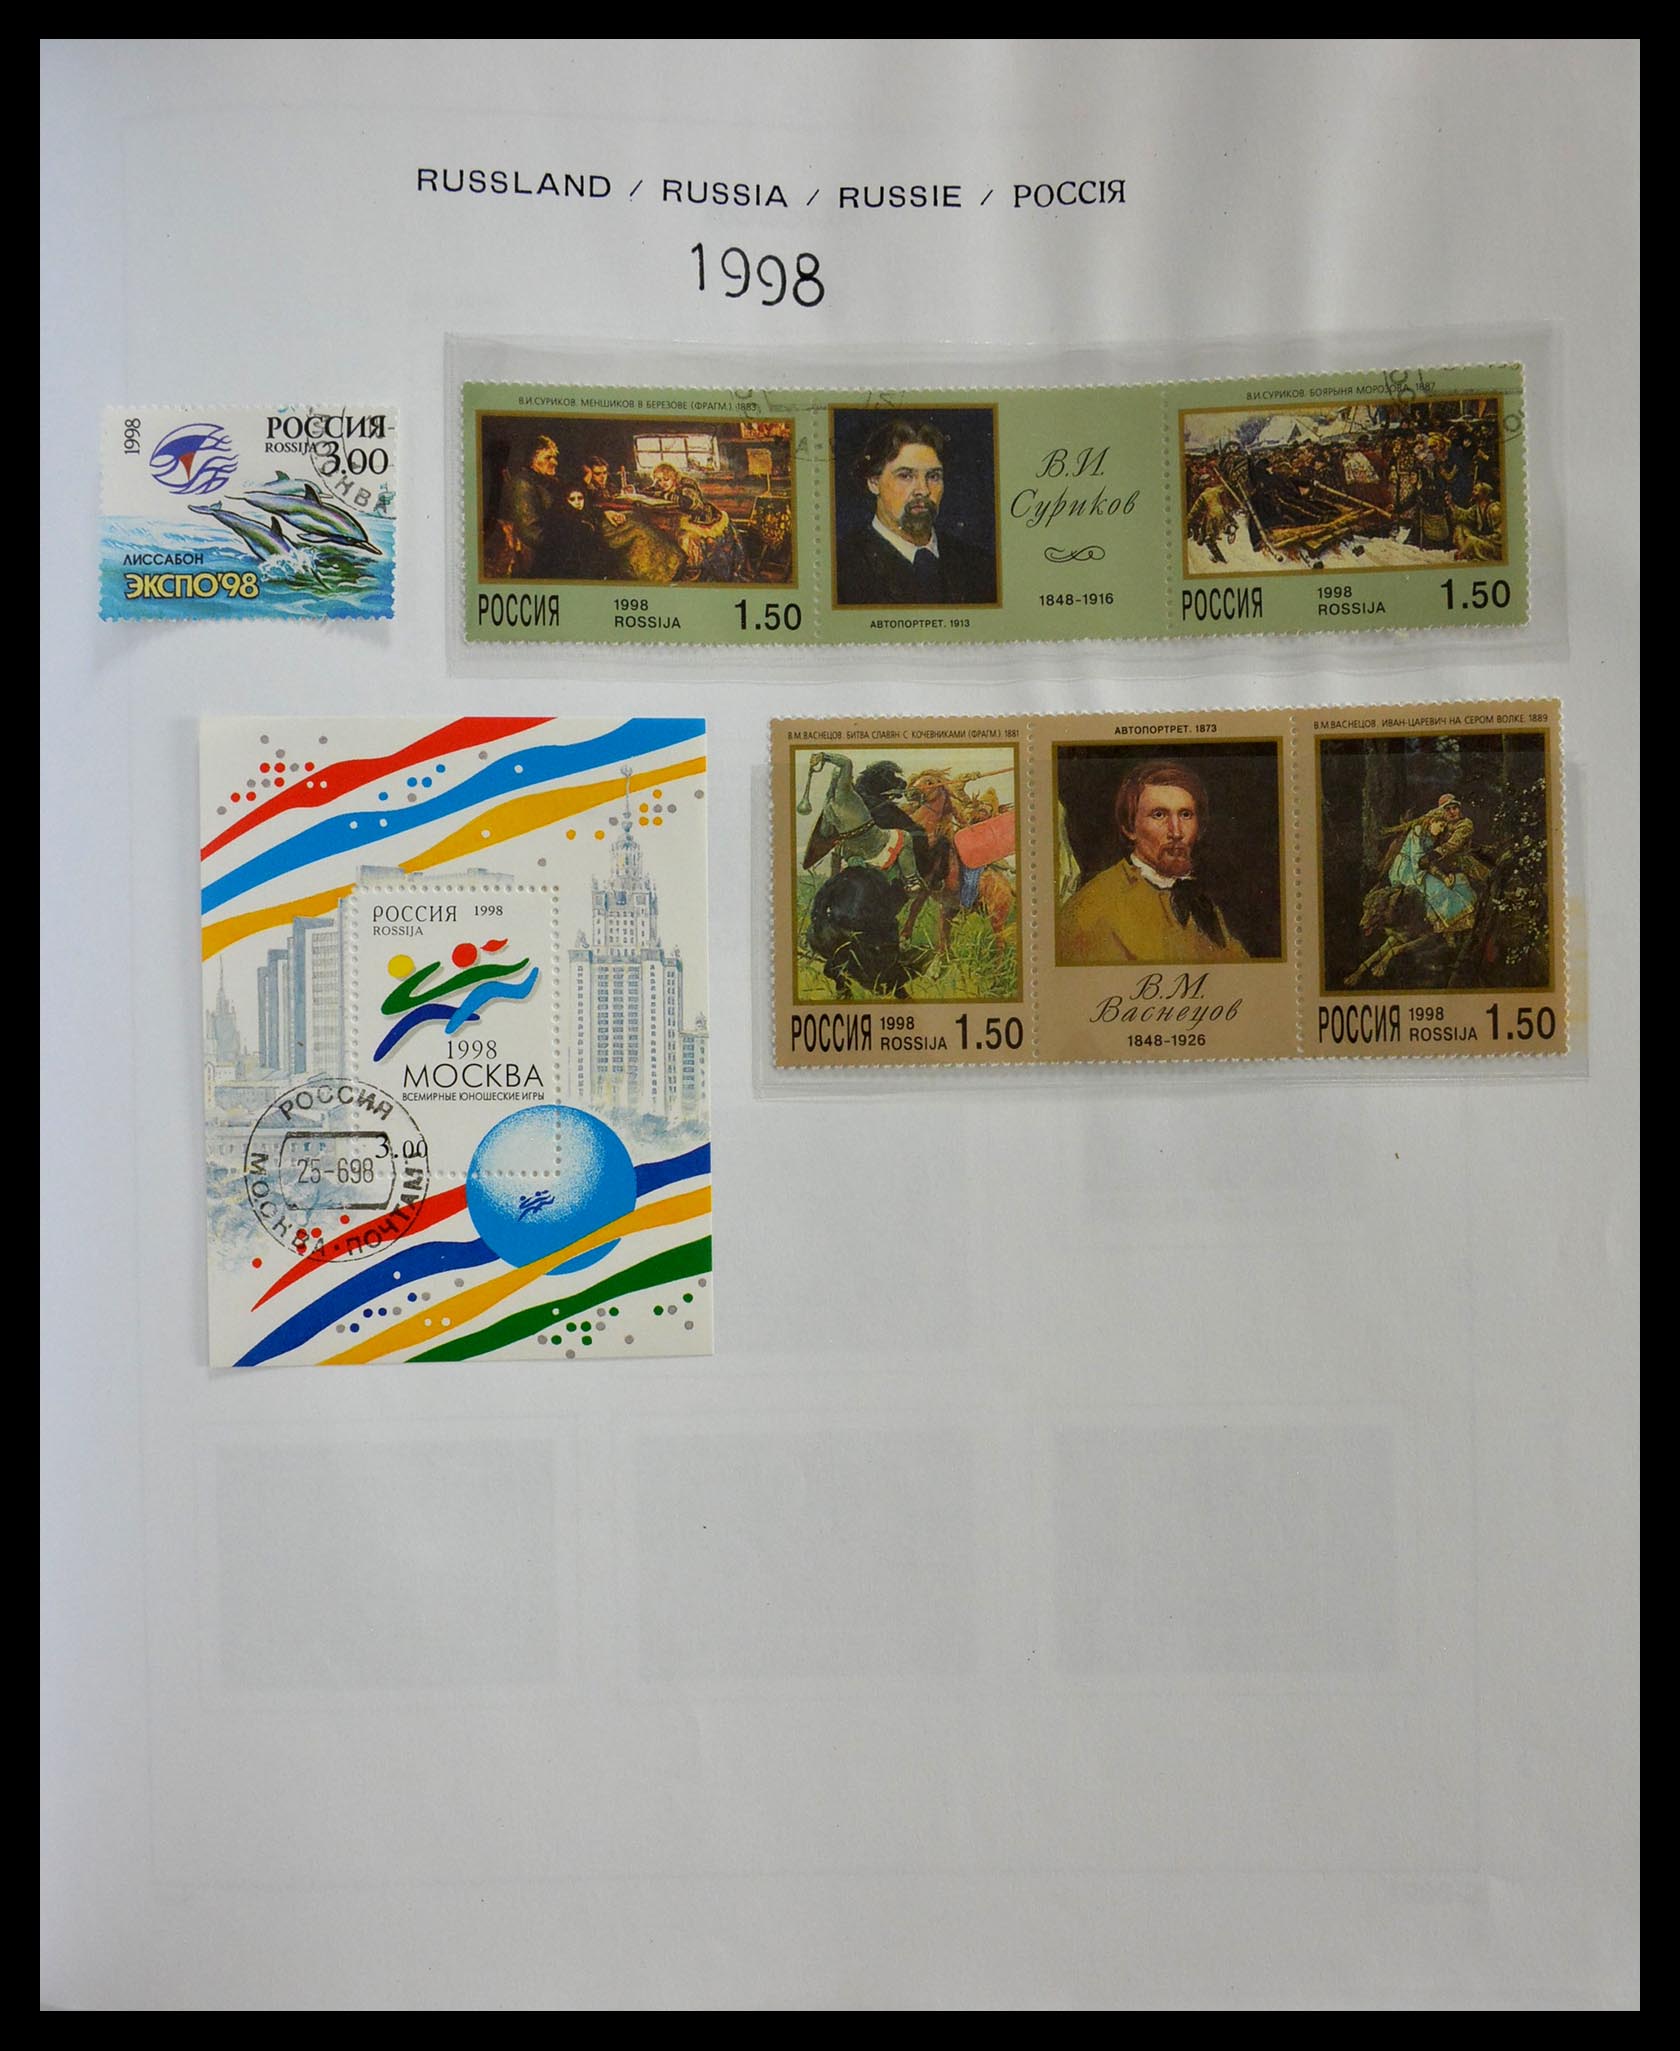 RUSSLAND / RUSSIA / RUSSIE / РОССІЯ
1998
1998
РОССИЯ
ROSSIJA
3.00
МОСКВА
ЛИССАБОН
ЭКСПО'98
В.И.СУРИКОВ. МЕНШИКОВ В БЕРЕЗОВЕ (ФРАГМ.). 1883
РОССИЯ
1998
ROSSIJA
1.50
В.И.
Суриков
1848-1916
АВТОПОРТРЕТ. 1913
В.И.СУРИКОВ. БОЯРЫНЯ МОРОЗОВА. 1887
РОССИЯ
1998
ROSSIJA
1.50
РОССИЯ 1998
ROSSIJA
1998
МОСКВА
ВСЕМИРНЫЕ ЮНОШЕСКИЕ ИГРЫ
3.00
РОССИЯ
25-698
МОСКВА · ПОЧТАМТ
В.М.ВАСНЕЦОВ. БИТВА СЛАВЯН С КОЧЕВНИКАМИ (ФРАГМ.) 1881
РОССИЯ
1998
ROSSIJA
1.50
АВТОПОРТРЕТ. 1873
В.М.
Васнецов
1848-1926
В.М.ВАСНЕЦОВ. ИВАН-ЦАРЕВИЧ НА СЕРОМ ВОЛКЕ. 1889
РОССИЯ
1998
ROSSIJA
1.50